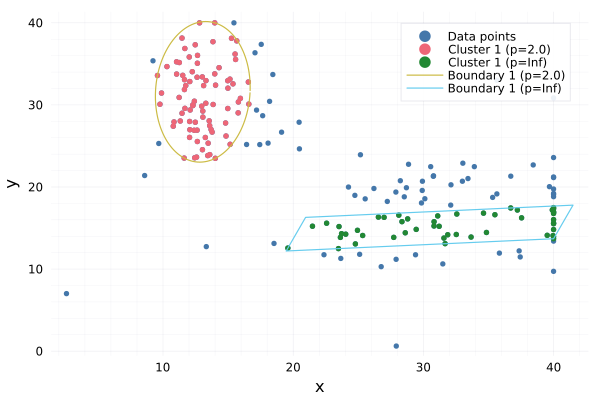 40
30
20
10
0
y
10
20
30
40
x
Data points
Cluster 1 (p=2.0)
Cluster 1 (p=Inf)
Boundary 1 (p=2.0)
Boundary 1 (p=Inf)